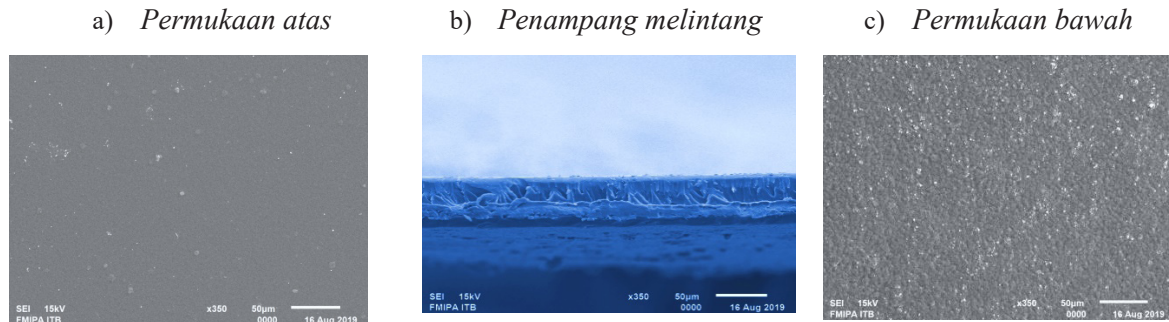 a) Permukaan atas
b) Penampang melintang
c) Permukaan bawah
SEI 15kV x350 50µm
FMIPA ITB 0000 16 Aug 2019
SEI 15kV x350 50µm
FMIPA ITB 0000 16 Aug 2019
SEI 15kV x350 50µm
FMIPA ITB 0000 16 Aug 2019